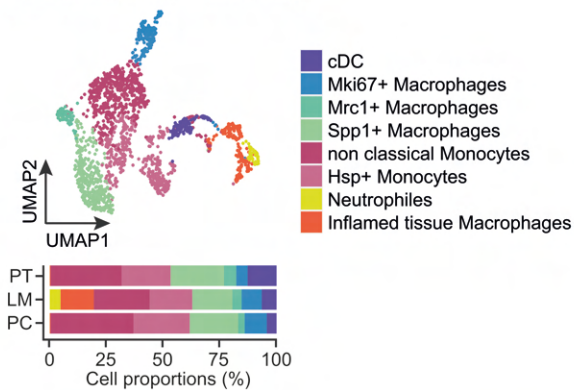 cDC
Mki67+ Macrophages
Mrc1+ Macrophages
Spp1+ Macrophages
non classical Monocytes
Hsp+ Monocytes
Neutrophiles
Inflamed tissue Macrophages
UMAP2
UMAP1
PT
LM
PC
0 25 50 75 100
Cell proportions (%)